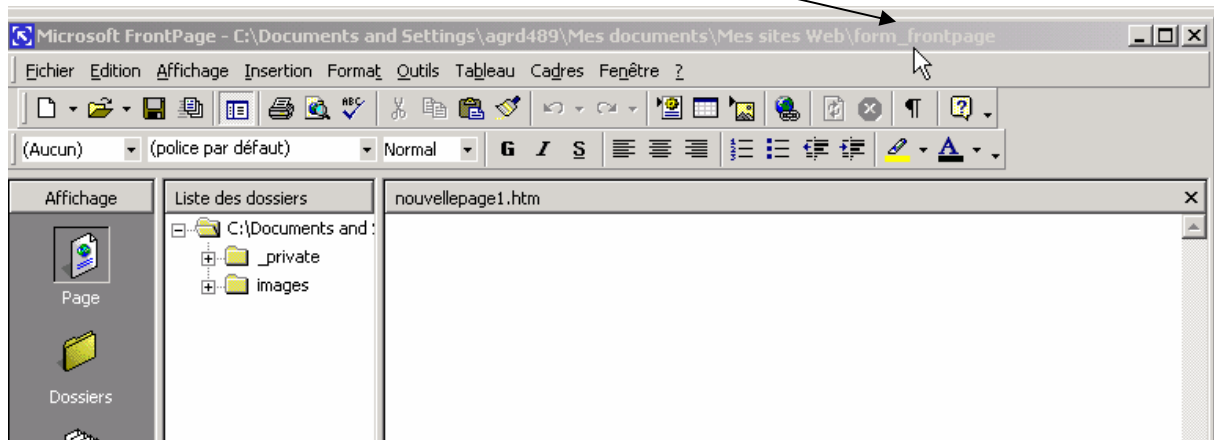 Microsoft FrontPage - C:\Documents and Settings\agrd489\Mes documents\Mes sites Web\form_frontpage
Fichier Edition Affichage Insertion Format Outils Tableau Cadres Fenêtre ?
ABC
(Aucun) (police par défaut) Normal G I S A
Affichage Liste des dossiers nouvellepage1.htm
C:\Documents and
_private
images
Page
Dossiers